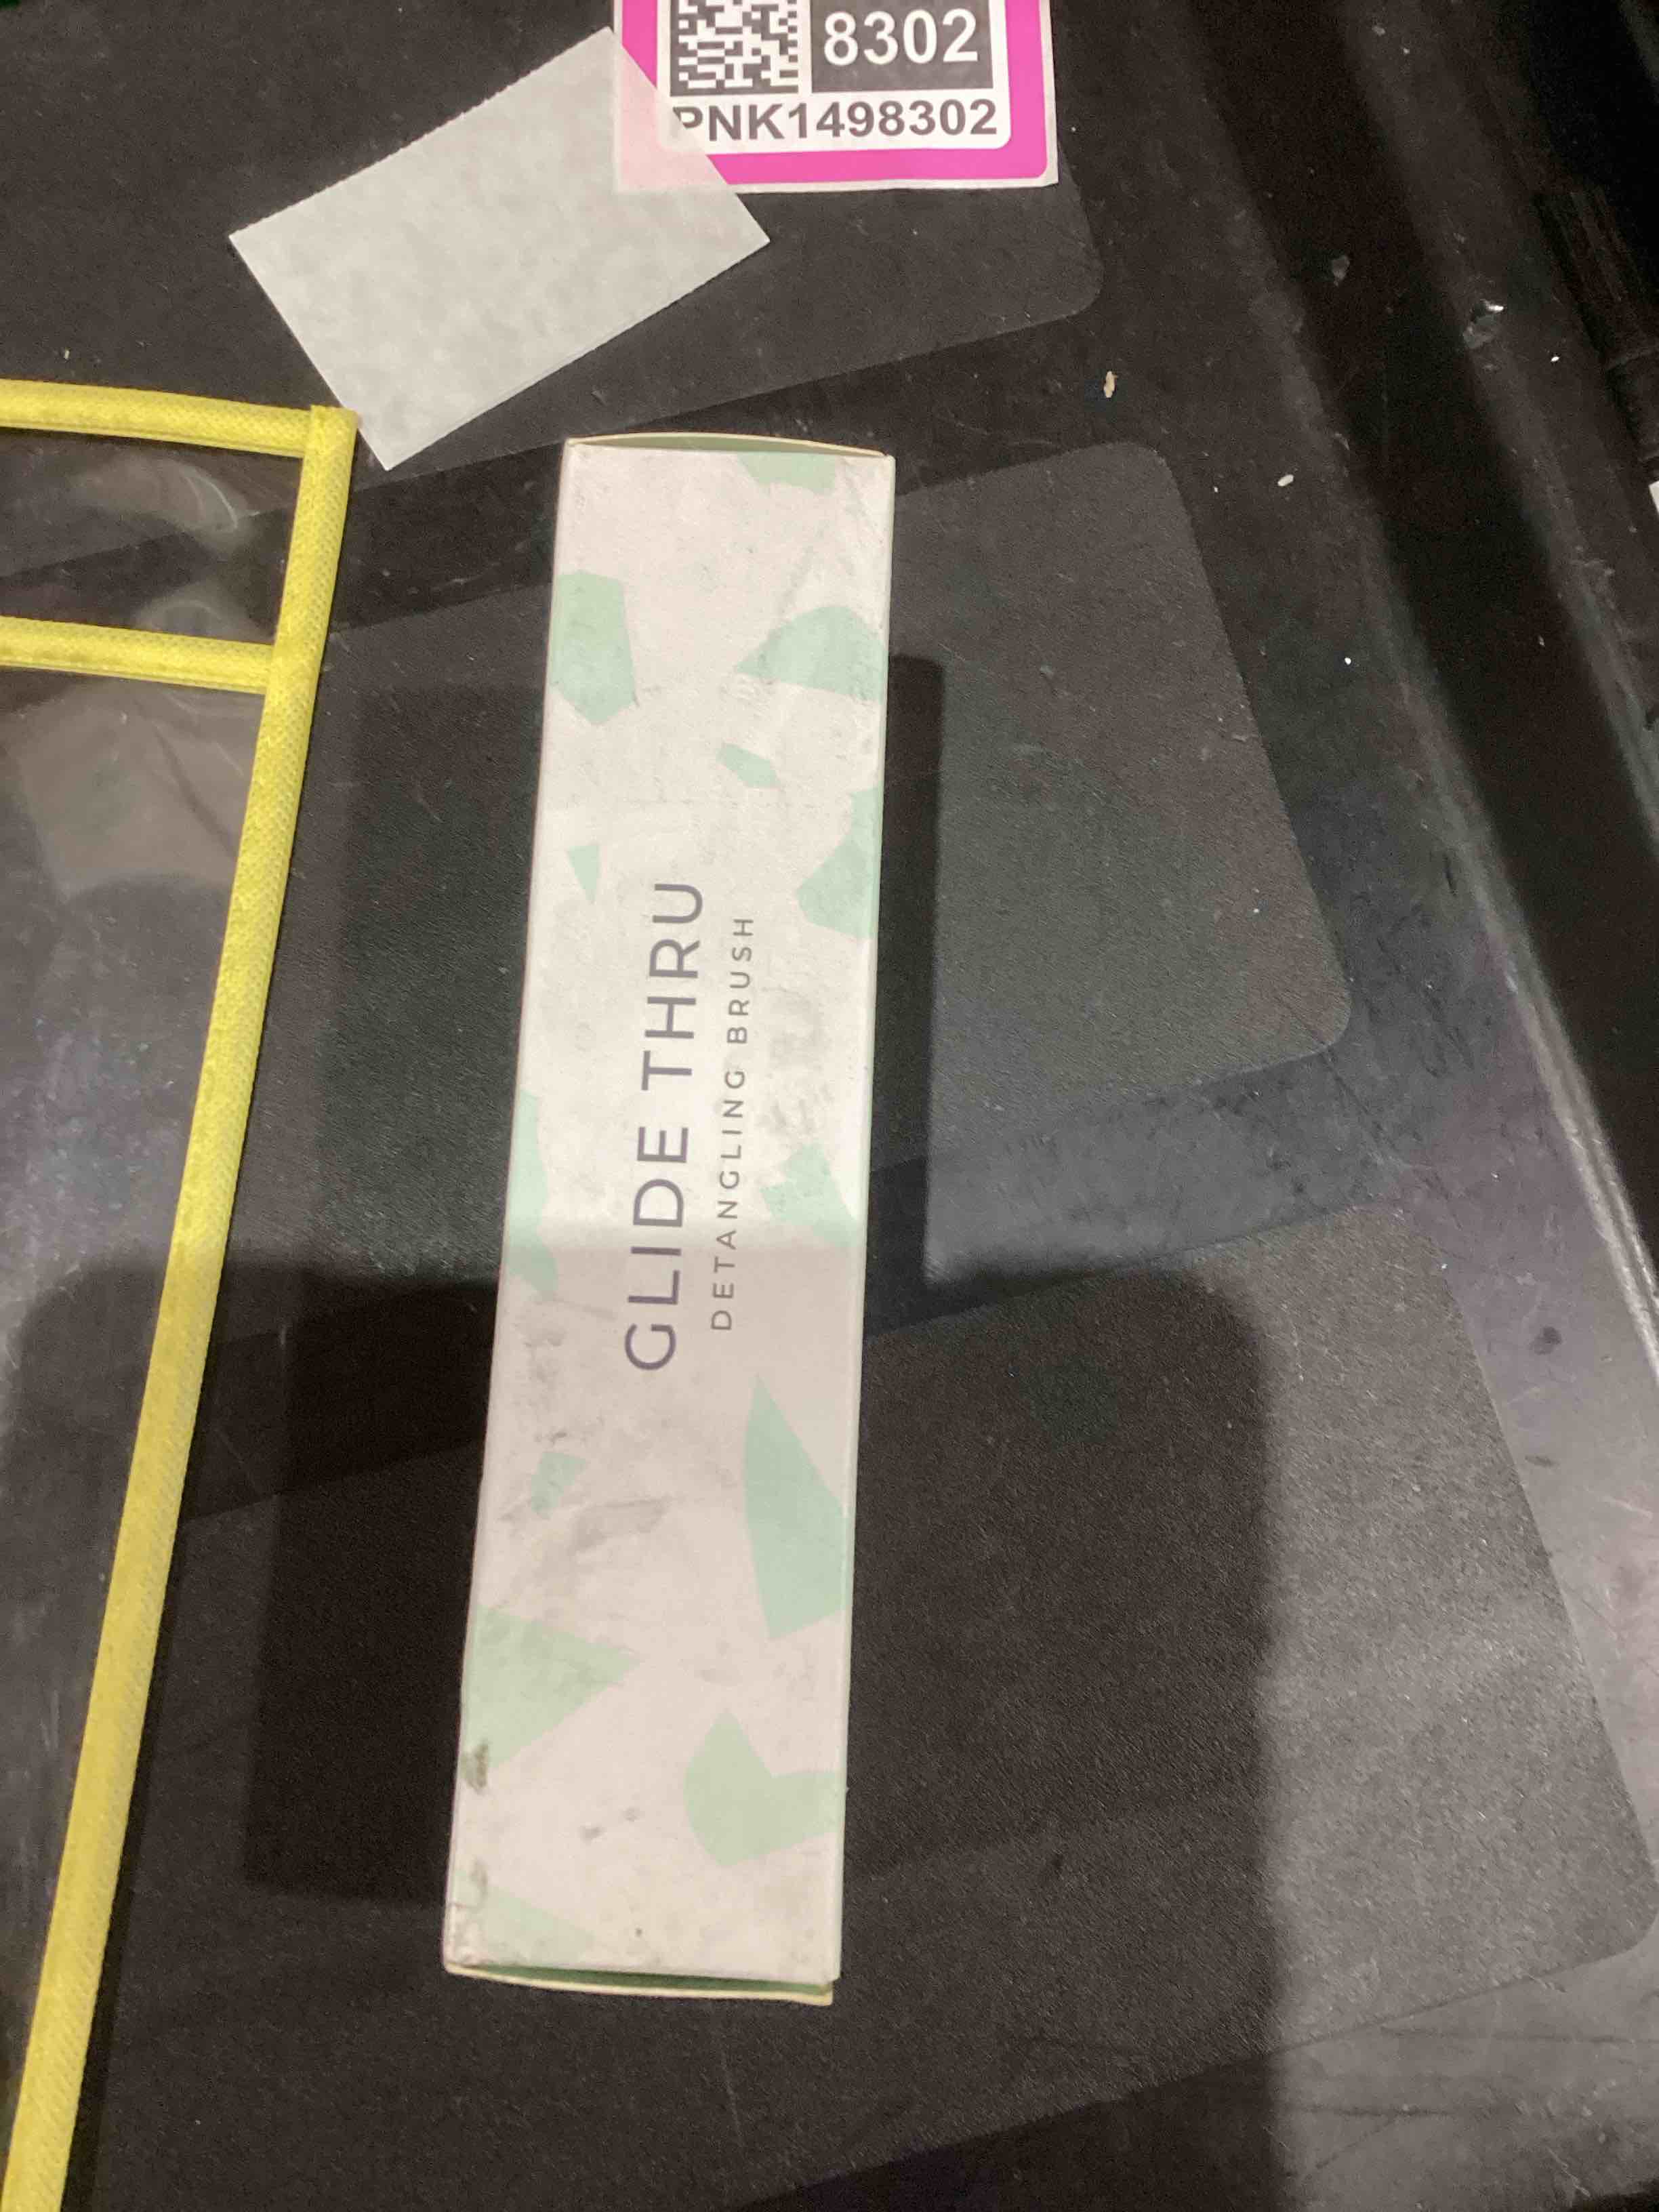 8302
PNK1498302
GLIDE THRU
DETANGLING BRUSH